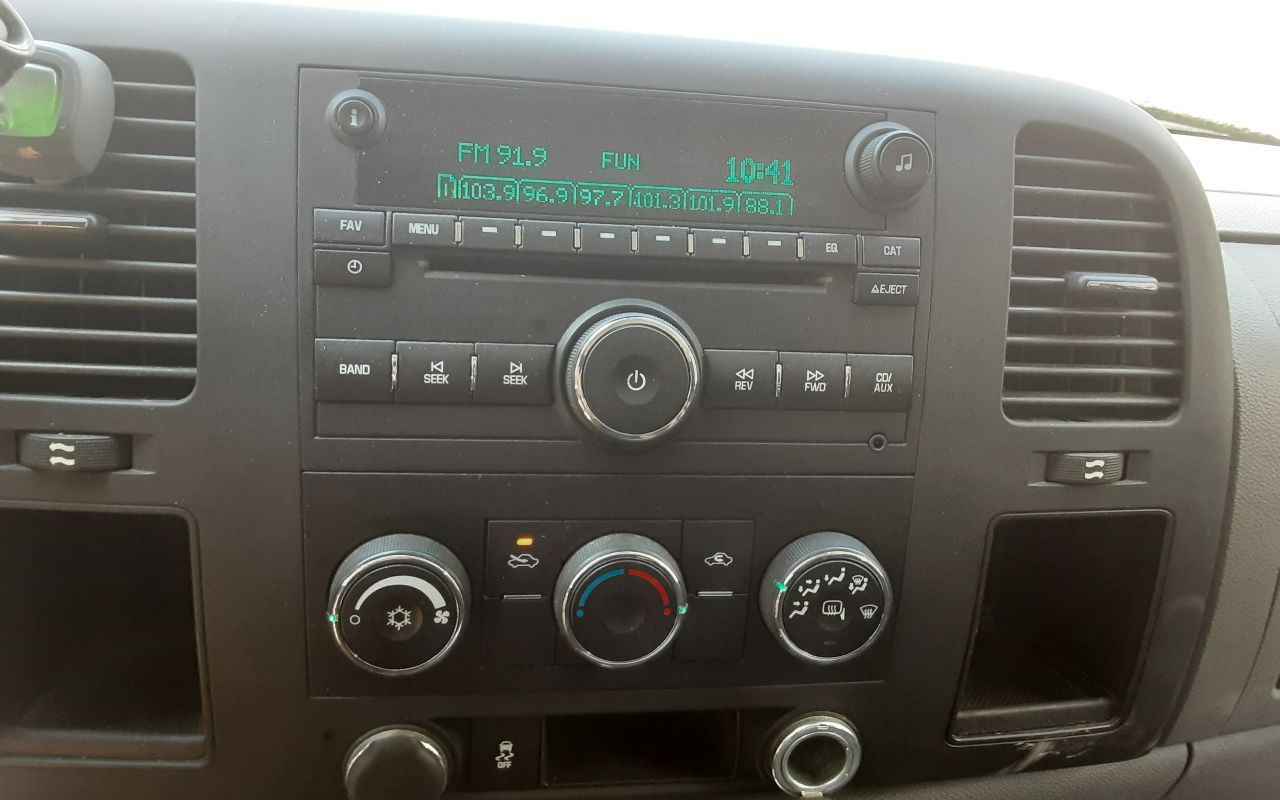 FM 91.9 FUN 10:41
103.9 96.9 97.7 101.3 101.9 88.1
FAV MENU EQ CAT
EJECT
BAND SEEK SEEK REV FWD CD/AUX
OFF